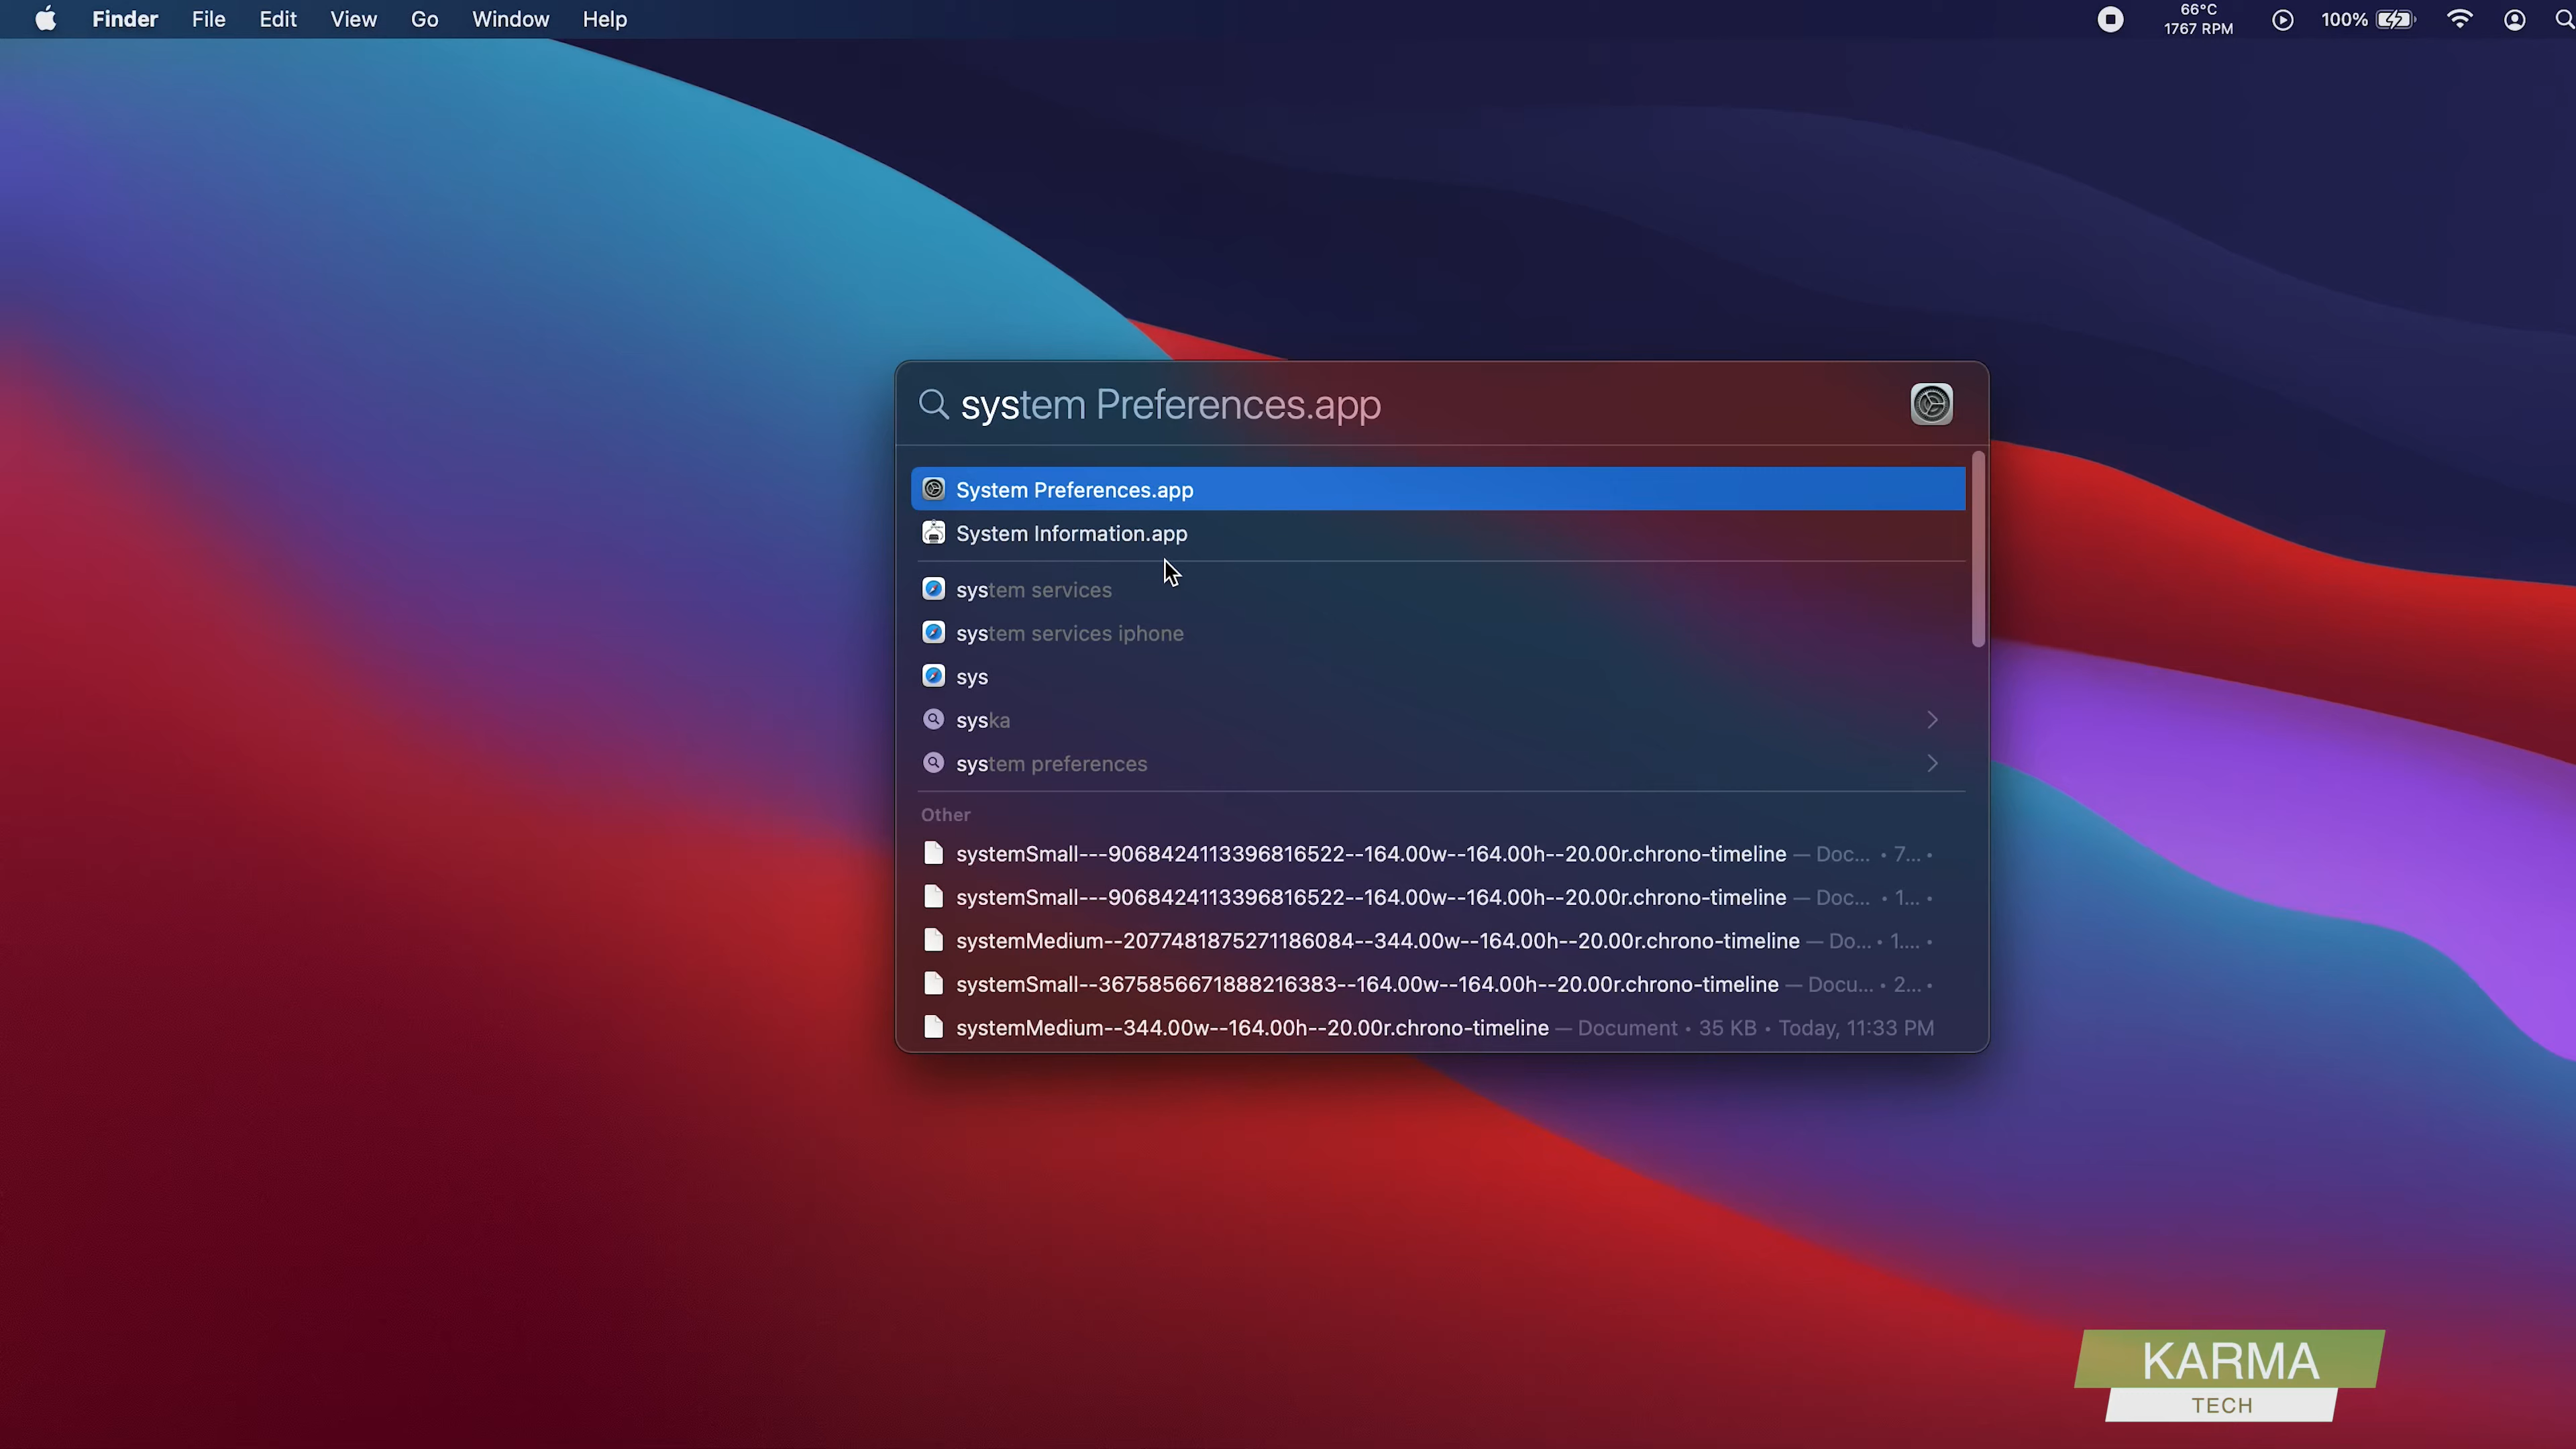 Finder File Edit View Go Window Help
66°C
1767 RPM
100%
system Preferences.app
System Preferences.app
System Information.app
system services
system services iphone
sys
syska
system preferences
Other
systemSmall---9068424113396816522--164.00w--164.00h--20.00r.chrono-timeline — Doc... • 7... •
systemSmall---9068424113396816522--164.00w--164.00h--20.00r.chrono-timeline — Doc... • 1... •
systemMedium--2077481875271186084--344.00w--164.00h--20.00r.chrono-timeline — Do... • 1.... •
systemSmall--3675856671888216383--164.00w--164.00h--20.00r.chrono-timeline — Docu... • 2... •
systemMedium--344.00w--164.00h--20.00r.chrono-timeline — Document • 35 KB • Today, 11:33 PM
KARMA
TECH